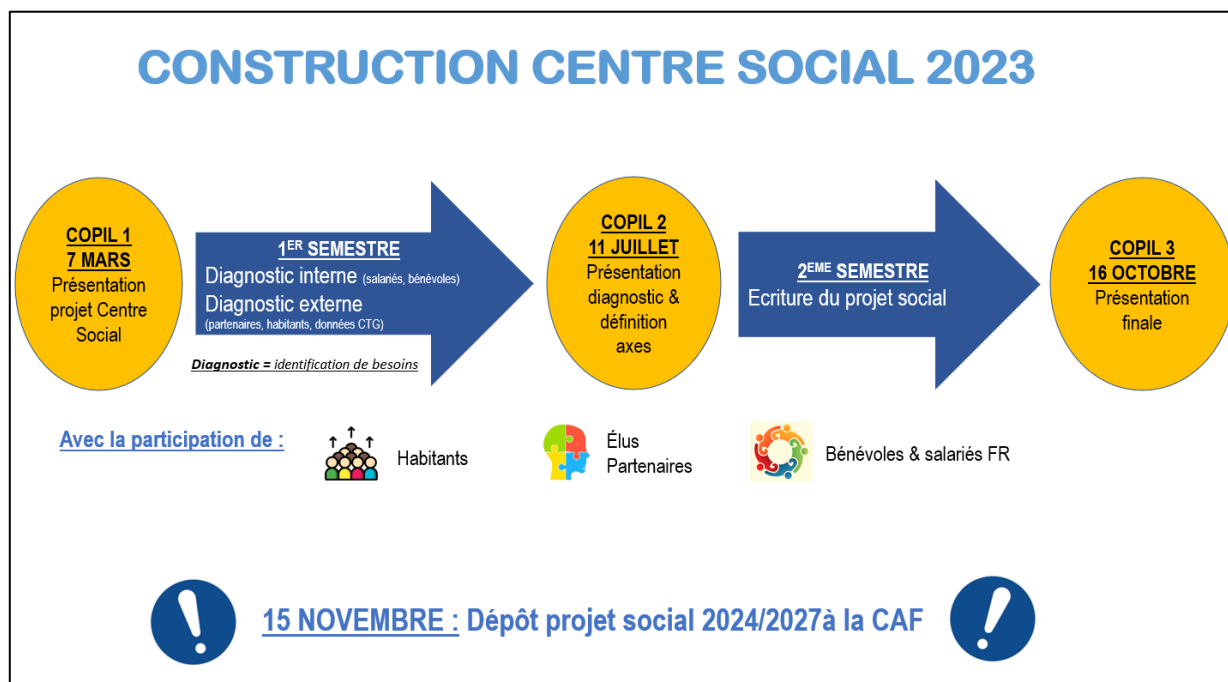 CONSTRUCTION CENTRE SOCIAL 2023
COPIL 1
7 MARS
Présentation
projet Centre
Social
1ER SEMESTRE
Diagnostic interne (salariés, bénévoles)
Diagnostic externe
(partenaires, habitants, données CTG)
Diagnostic = identification de besoins
COPIL 2
11 JUILLET
Présentation
diagnostic &
définition
axes
2EME SEMESTRE
Ecriture du projet social
COPIL 3
16 OCTOBRE
Présentation
finale
Avec la participation de :
Habitants
Élus
Partenaires
Bénévoles & salariés FR
15 NOVEMBRE : Dépôt projet social 2024/2027à la CAF